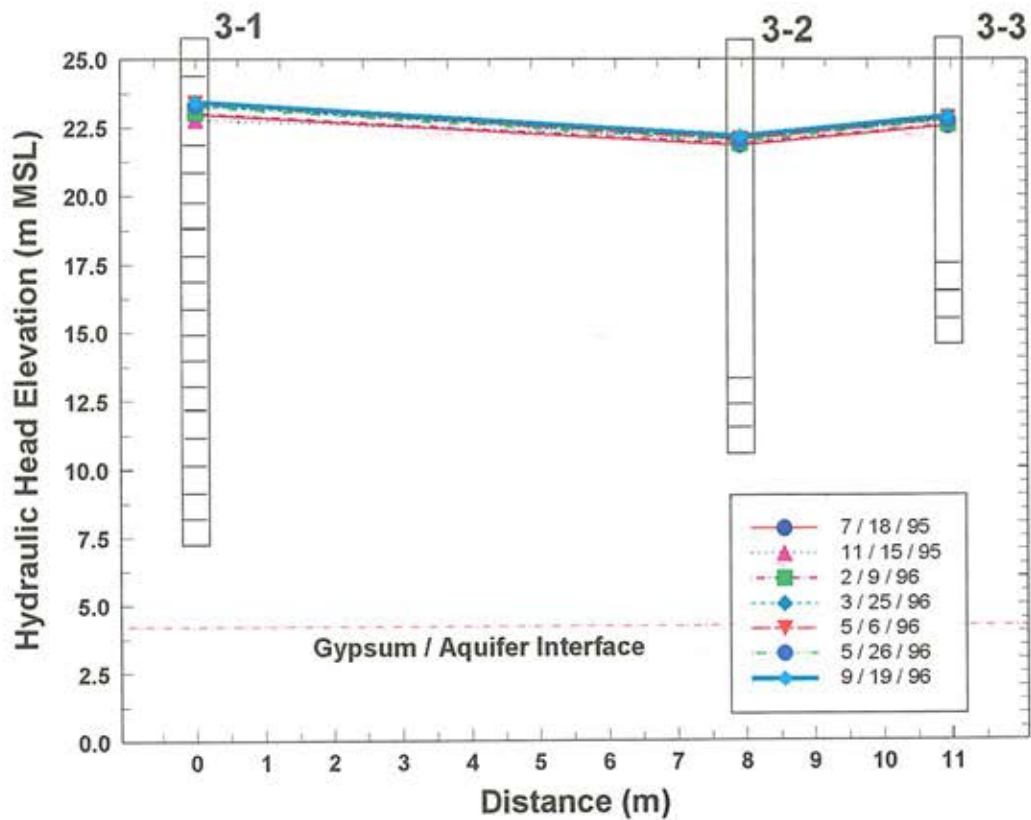 3-1
3-2
3-3
Hydraulic Head Elevation (m MSL)
25.0
22.5
20.0
17.5
15.0
12.5
10.0
7.5
5.0
2.5
0.0
Gypsum / Aquifer Interface
7 / 18 / 95
11 / 15 / 95
2 / 9 / 96
3 / 25 / 96
5 / 6 / 96
5 / 26 / 96
9 / 19 / 96
0 1 2 3 4 5 6 7 8 9 10 11
Distance (m)